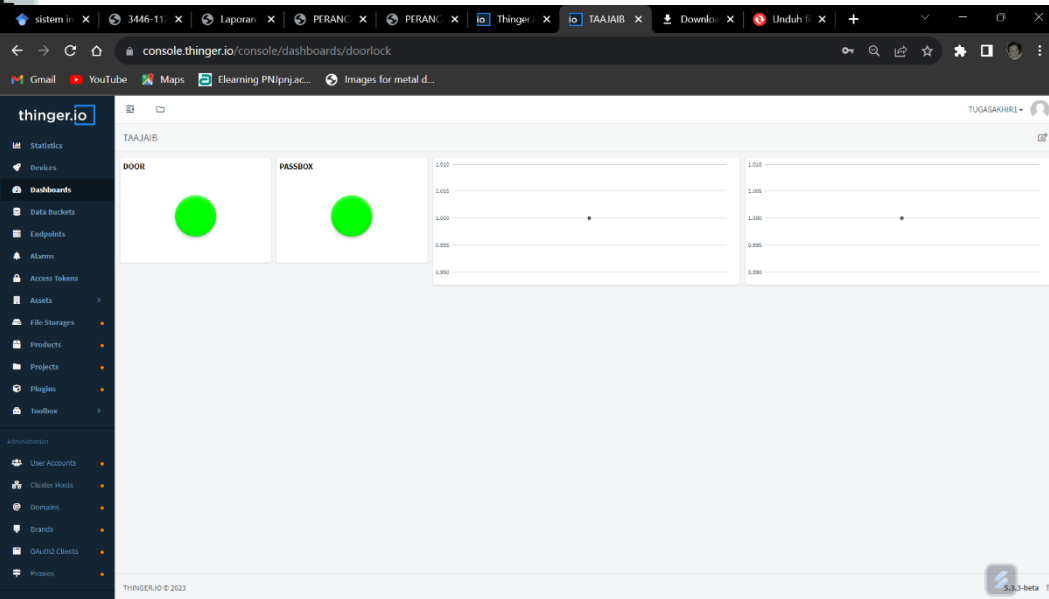 sistem in
3446-11
Laporan
PERANC
PERANC
Thinger.i
TAAJAIB
Downloa
Unduh fi
console.thinger.io/console/dashboards/doorlock
Gmail
YouTube
Maps
Elearning PNJpnj.ac...
Images for metal d...
thinger.io
TUGASAKHIR1
TAAJAIB
Statistics
Devices
Dashboards
Data Buckets
Endpoints
Alarms
Access Tokens
Assets
File Storages
Products
Projects
Plugins
Toolbox
Administration
User Accounts
Cluster Hosts
Domains
Brands
OAuth2 Clients
Proxies
DOOR
PASSBOX
1.010
1.005
1.000
0.995
0.990
1.010
1.005
1.000
0.995
0.990
THINGER.IO © 2023
5.3.3-beta